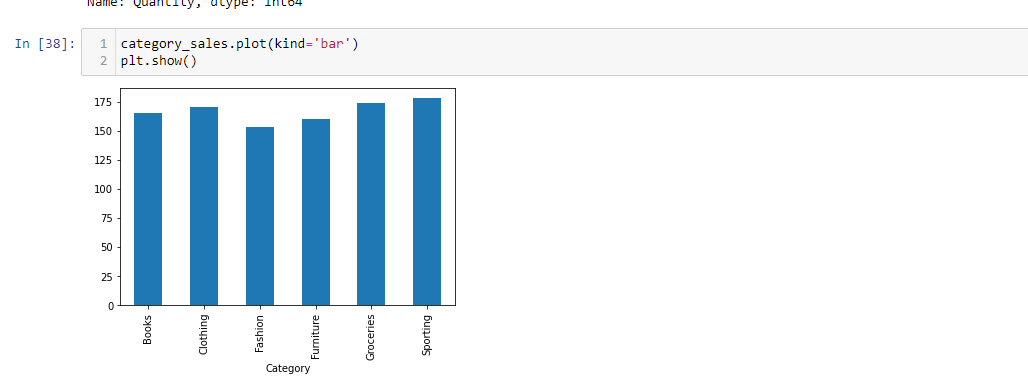 Name: Quantity, dtype: int64
In [38]:
1 category_sales.plot(kind='bar')
2 plt.show()
175
150
125
100
75
50
25
0
Books
Clothing
Fashion
Furniture
Groceries
Sporting
Category